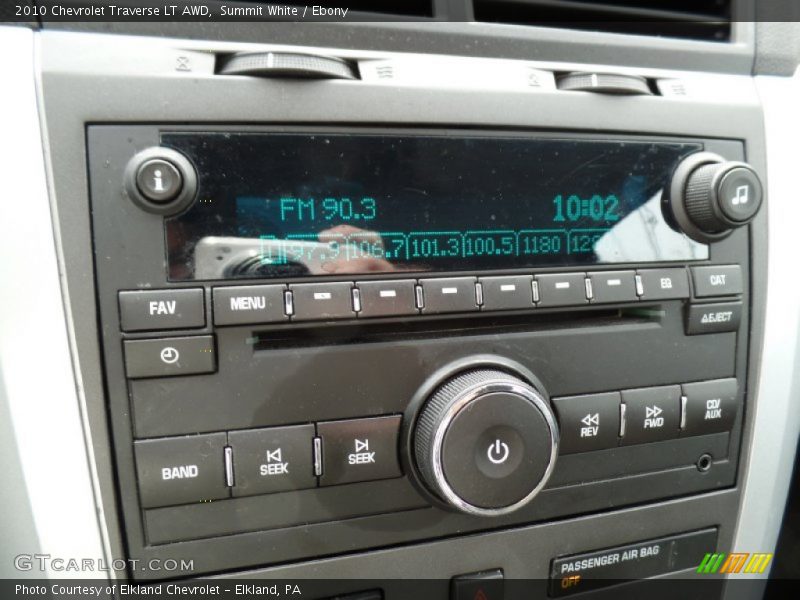 2010 Chevrolet Traverse LT AWD, Summit White / Ebony
i
FM 90.3 10:02
97.9 106.7 101.3 100.5 1180
FAV MENU CAT
EJECT
BAND SEEK SEEK REV FWD CD/AUX
PASSENGER AIR BAG
OFF
GTCARLOT.COM
Photo Courtesy of Elkland Chevrolet - Elkland, PA